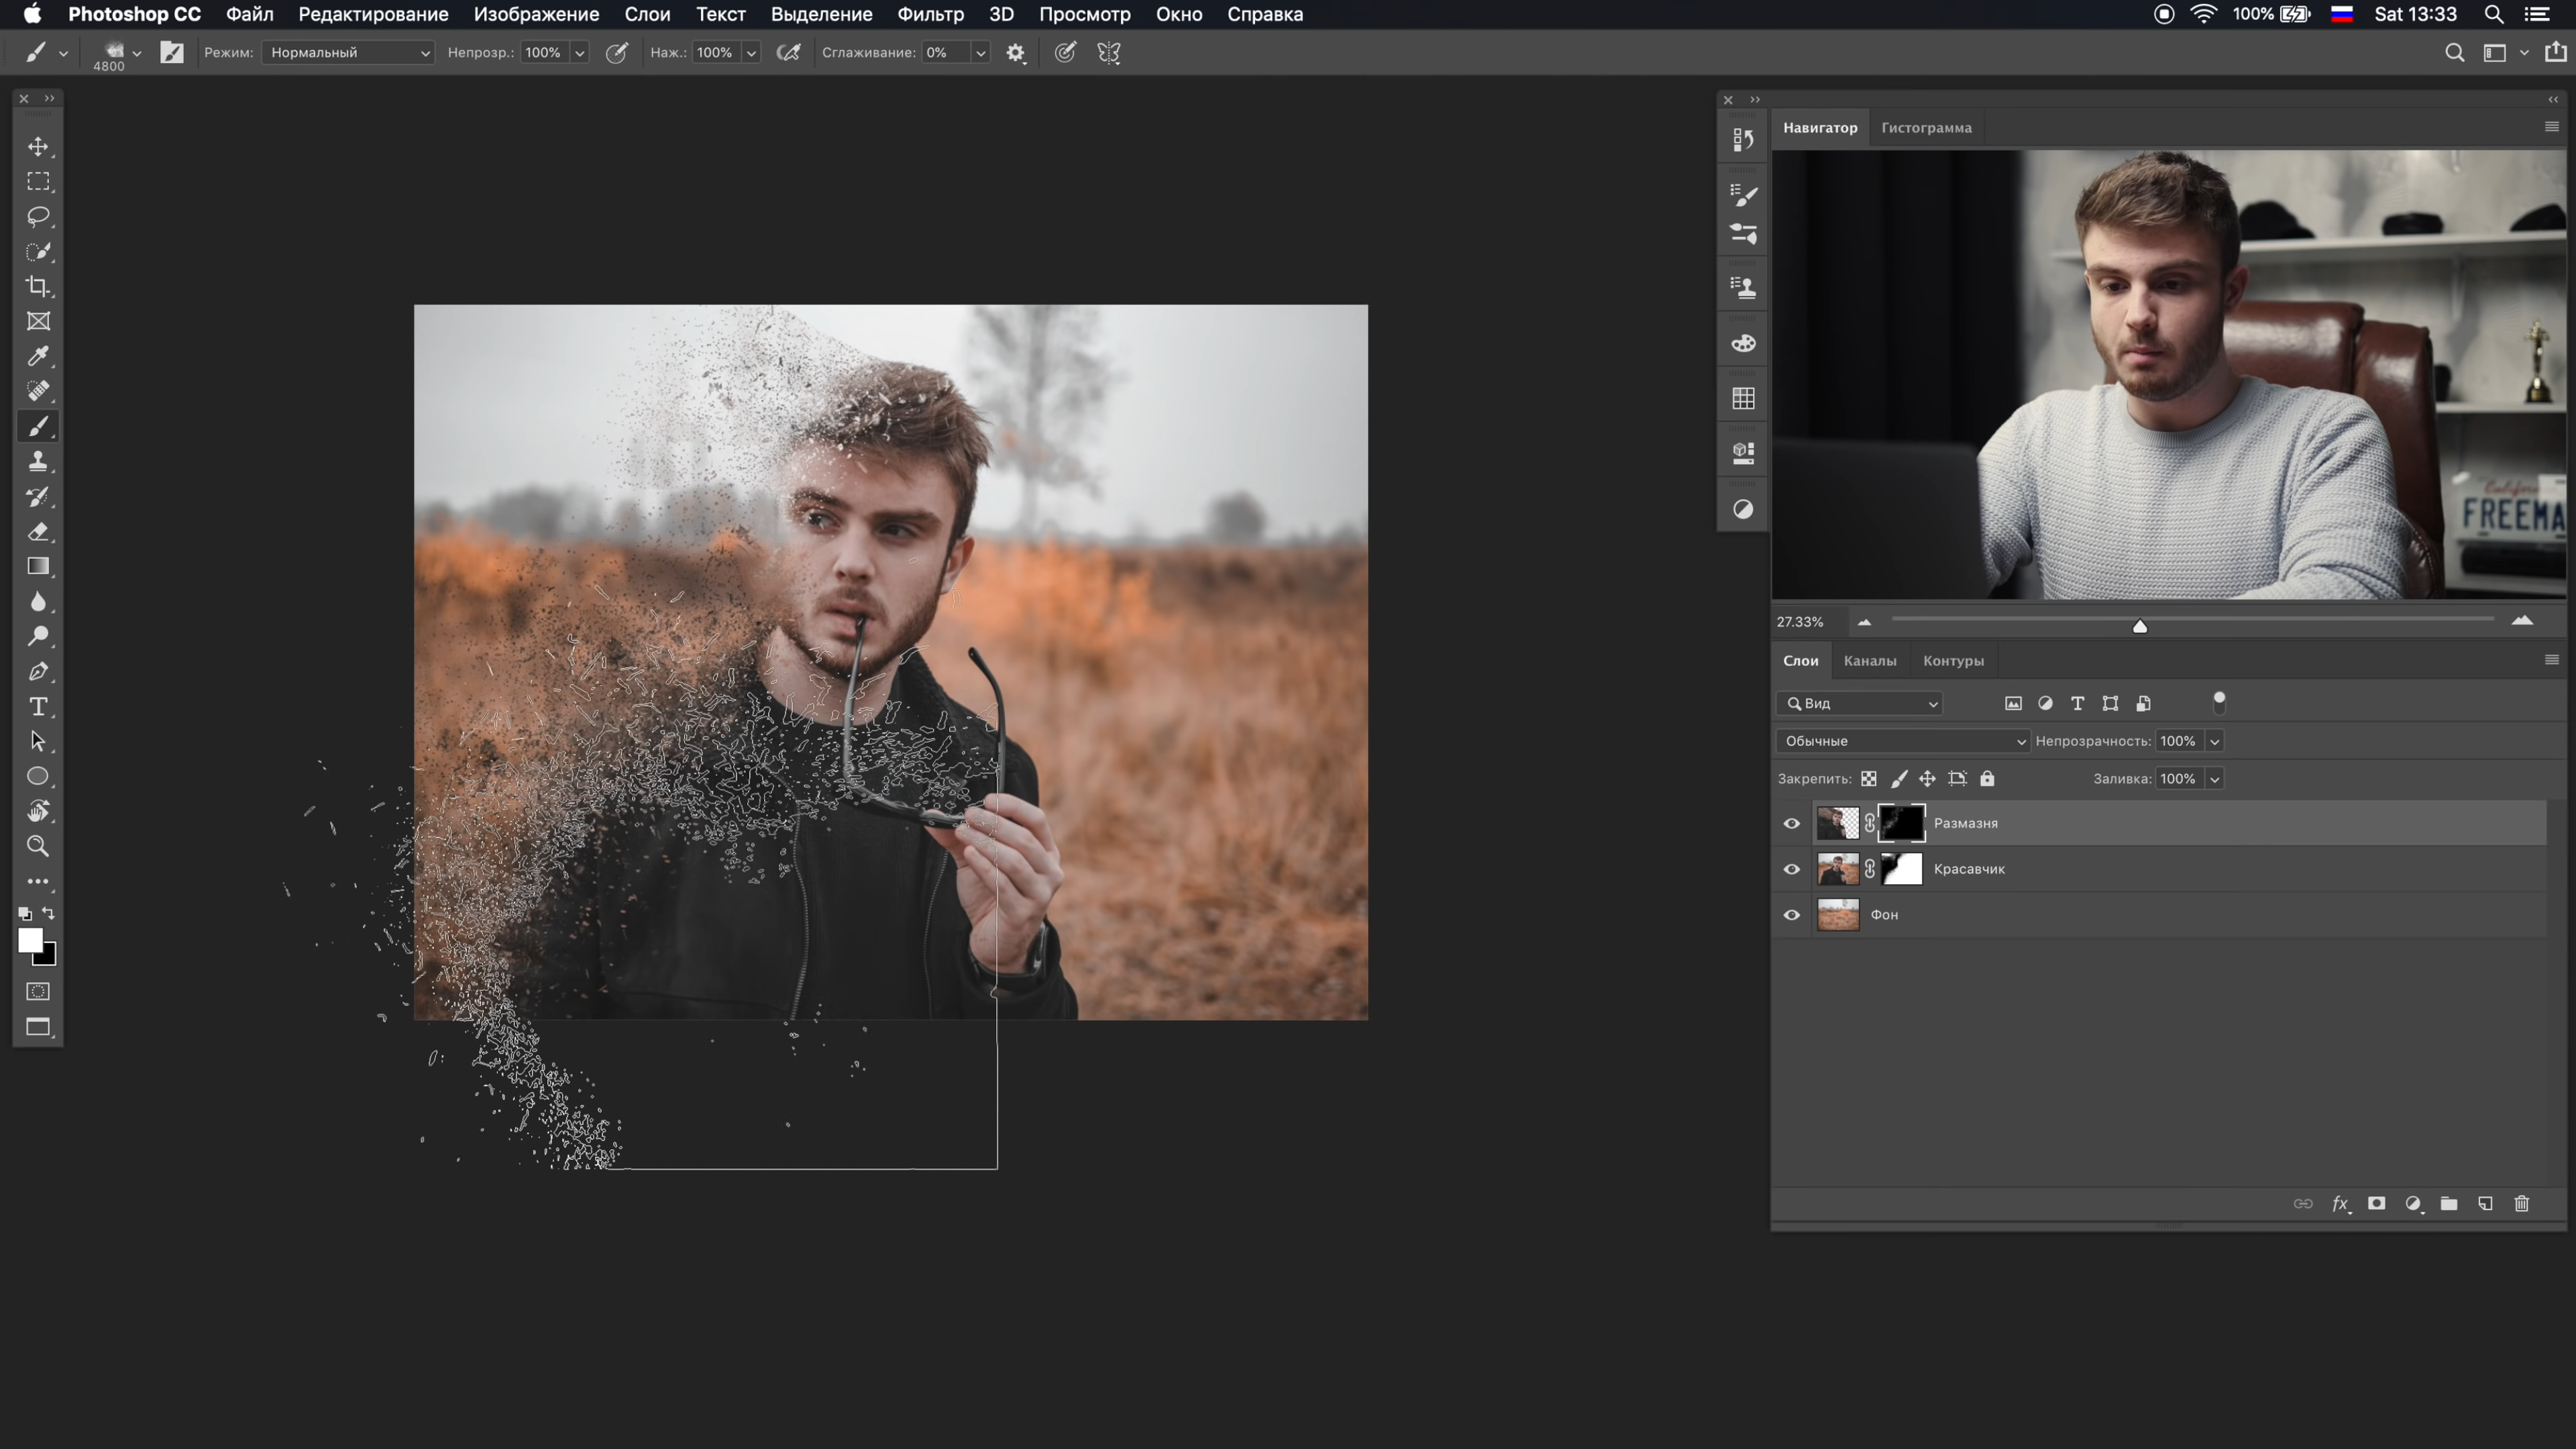 Photoshop CC Файл Редактирование Изображение Слои Текст Выделение Фильтр 3D Просмотр Окно Справка 100% Sat 13:33
4800 Режим: Нормальный Непрозр.: 100% Наж.: 100% Сглаживание: 0%
Навигатор Гистограмма
California
FREEMA
27.33%
Слои Каналы Контуры
Вид
Обычные Непрозрачность: 100%
Закрепить: Заливка: 100%
Размазня
Красавчик
Фон
fx